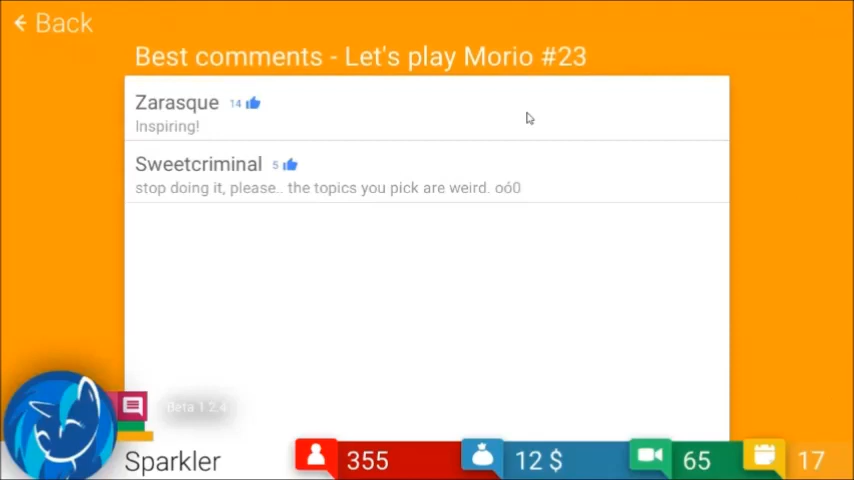 Back
Best comments - Let's play Morio #23
Zarasque 14
Inspiring!
Sweetcriminal 5
stop doing it, please.. the topics you pick are weird. oó0
Beta 1.2.4
Sparkler 355 12 $ 65 17